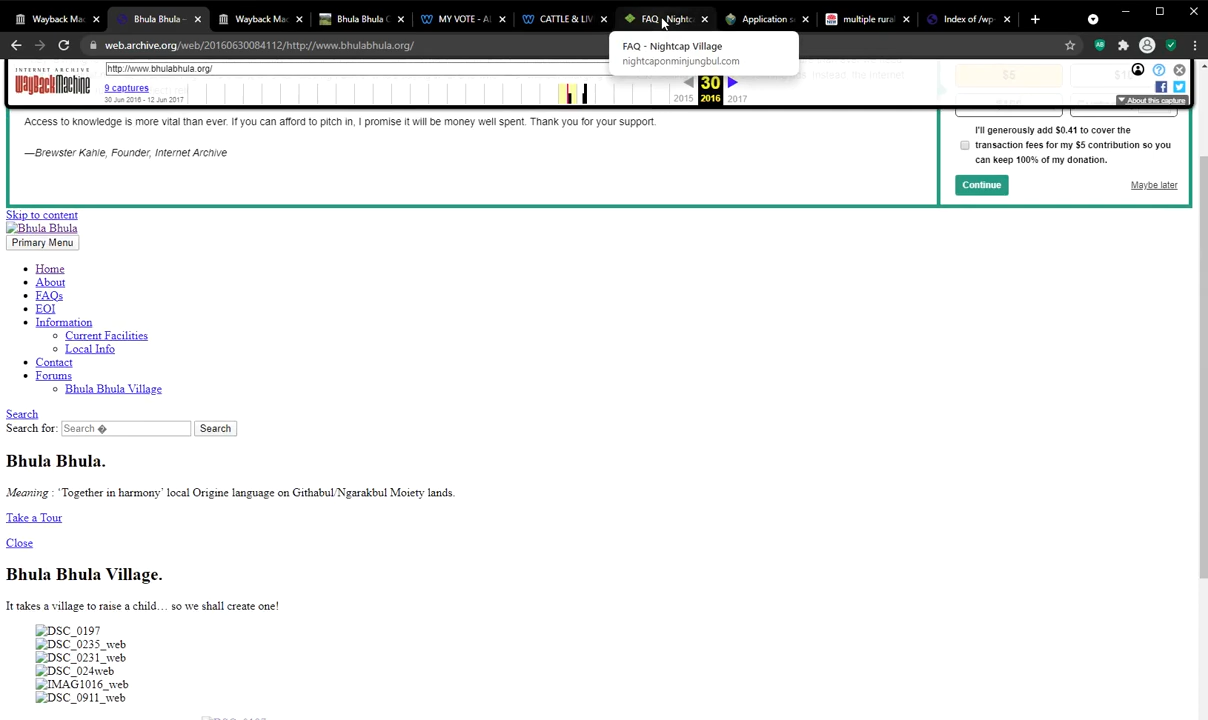 Wayback Ma
Bhula Bhula –
Wayback Ma
Bhula Bhula
MY VOTE - A
CATTLE & LIV
FAQ - Nightc
Application s
multiple rural
Index of /wp-
web.archive.org/web/20160630084112/http://www.bhulabhula.org/
FAQ - Nightcap Village
nightcaponminjungbul.com
INTERNET ARCHIVE
WayBackMachine
http://www.bhulabhula.org/
9 captures
30 Jun 2016 - 12 Jun 2017
30
2015 2016 2017
About this capture
$5
Access to knowledge is more vital than ever. If you can afford to pitch in, I promise it will be money well spent. Thank you for your support.
—Brewster Kahle, Founder, Internet Archive
I'll generously add $0.41 to cover the
transaction fees for my $5 contribution so you
can keep 100% of my donation.
Continue
Maybe later
Skip to content
Bhula Bhula
Primary Menu
Home
About
FAQs
EOI
Information
Current Facilities
Local Info
Contact
Forums
Bhula Bhula Village
Search
Search for: Search � Search
Bhula Bhula.
Meaning : ‘Together in harmony’ local Origine language on Githabul/Ngarakbul Moiety lands.
Take a Tour
Close
Bhula Bhula Village.
It takes a village to raise a child… so we shall create one!
DSC_0197
DSC_0235_web
DSC_0231_web
DSC_024web
IMAG1016_web
DSC_0911_web